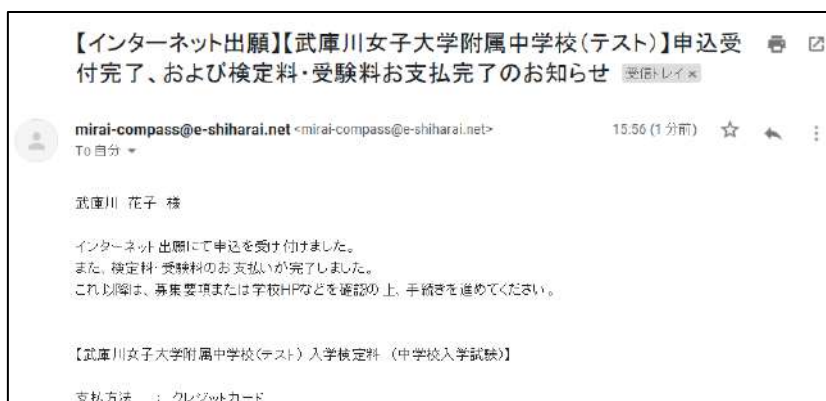 【インターネット出願】【武庫川女子大学附属中学校(テスト)】申込受
付完了、および検定料・受験料お支払完了のお知らせ 受信トレイ×
mirai-compass@e-shiharai.net <mirai-compass@e-shiharai.net> 15:56 (1 分前)
To 自分
武庫川 花子 様
インターネット出願にて申込を受け付けました。
また、検定料・受験料のお支払いが完了しました。
これ以降は、募集要項または学校HPなどを確認の上、手続きを進めてください。
【武庫川女子大学附属中学校(テスト) 入学検定料 (中学校入学試験)】
支払方法 : クレジットカード